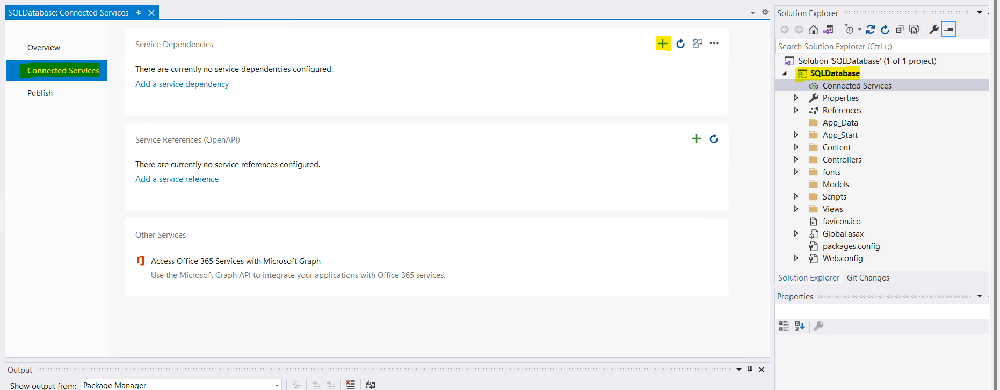 SQLDatabase: Connected Services
Overview
Connected Services
Publish
Service Dependencies
There are currently no service dependencies configured.
Add a service dependency
Service References (OpenAPI)
There are currently no service references configured.
Add a service reference
Other Services
Access Office 365 Services with Microsoft Graph
Use the Microsoft Graph API to integrate your applications with Office 365 services.
Output
Show output from: Package Manager
Solution Explorer
Search Solution Explorer (Ctrl+;)
Solution 'SQLDatabase' (1 of 1 project)
SQLDatabase
Connected Services
Properties
References
App_Data
App_Start
Content
Controllers
fonts
Models
Scripts
Views
favicon.ico
Global.asax
packages.config
Web.config
Solution Explorer Git Changes
Properties